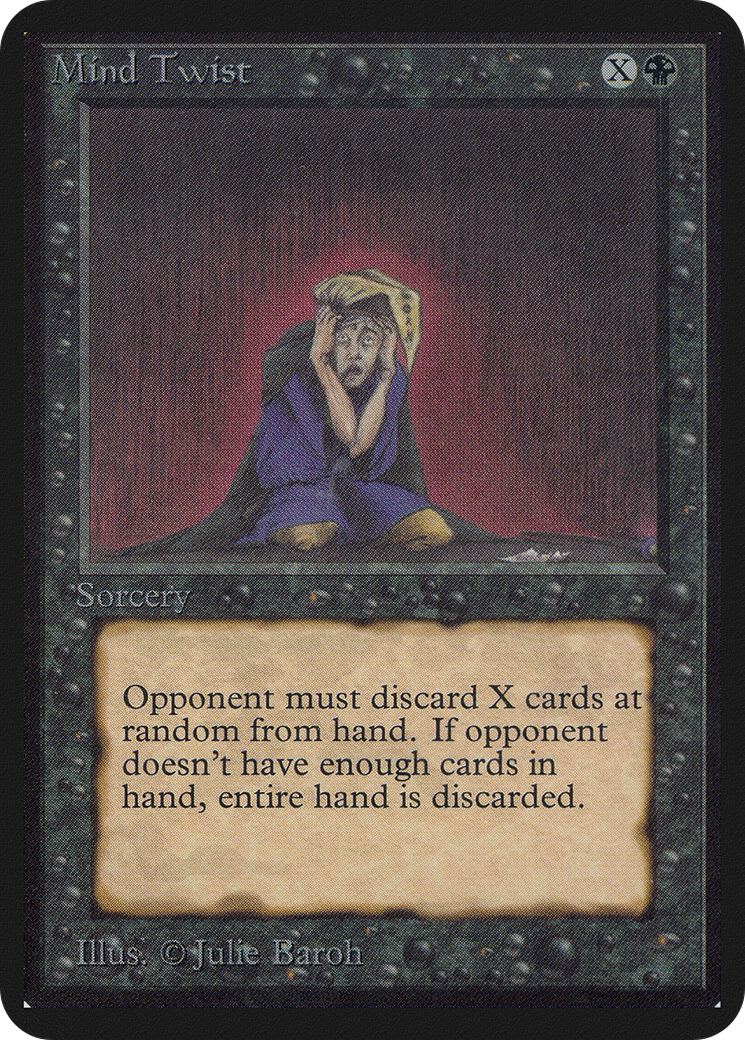 Mind Twist X
Sorcery
Opponent must discard X cards at
random from hand. If opponent
doesn't have enough cards in
hand, entire hand is discarded.
Illus. © Julie Baroh